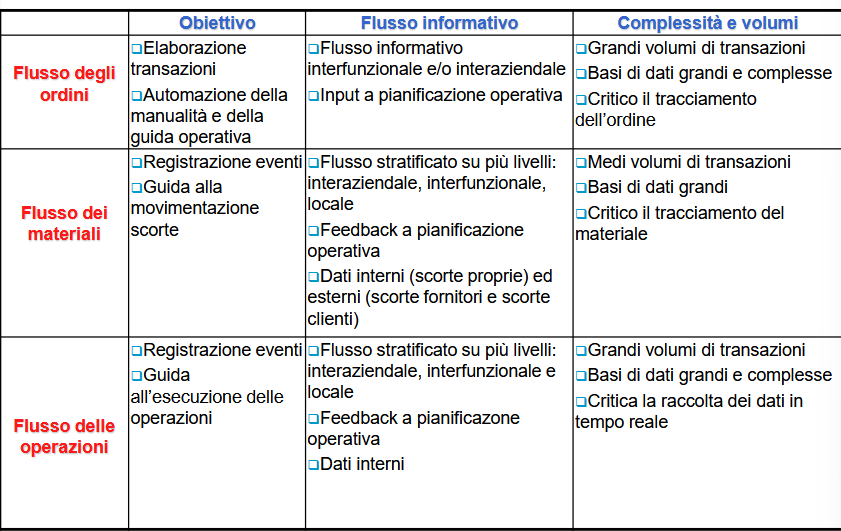 Obiettivo
Flusso informativo
Complessità e volumi
Flusso degli
ordini
❑Elaborazione
transazioni
❑Automazione della
manualità e della
guida operativa
❑Flusso informativo
interfunzionale e/o interaziendale
❑Input a pianificazione operativa
❑Grandi volumi di transazioni
❑Basi di dati grandi e complesse
❑Critico il tracciamento
dell'ordine
Flusso dei
materiali
❑Registrazione eventi
❑Guida alla
movimentazione
scorte
❑Flusso stratificato su più livelli:
interaziendale, interfunzionale,
locale
❑Feedback a pianificazione
operativa
❑Dati interni (scorte proprie) ed
esterni (scorte fornitori e scorte
clienti)
❑Medi volumi di transazioni
❑Basi di dati grandi
❑Critico il tracciamento del
materiale
Flusso delle
operazioni
❑Registrazione eventi
❑Guida
all'esecuzione delle
operazioni
❑Flusso stratificato su più livelli:
interaziendale, interfunzionale e
locale
❑Feedback a pianificazone
operativa
❑Dati interni
❑Grandi volumi di transazioni
❑Basi di dati grandi e complesse
❑Critica la raccolta dei dati in
tempo reale